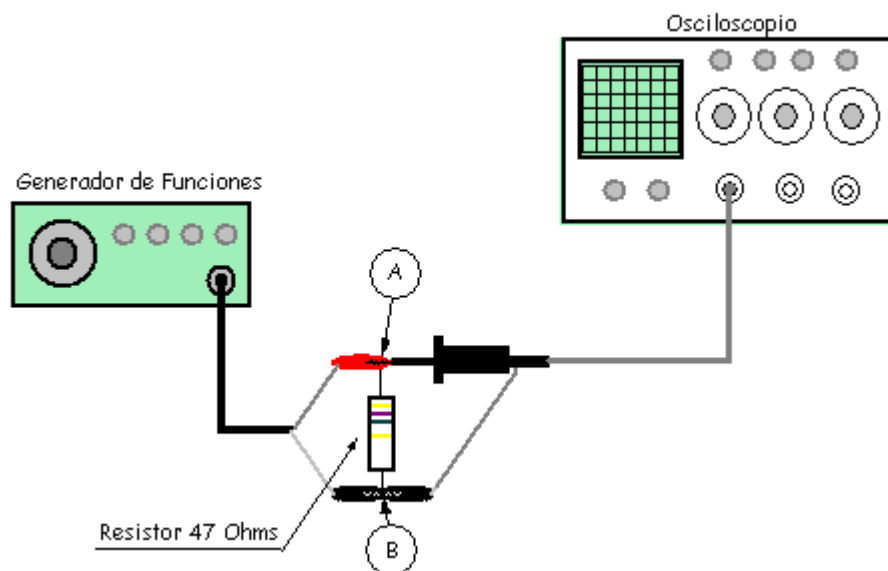 Osciloscopio
Generador de Funciones
A
Resistor 47 Ohms
B